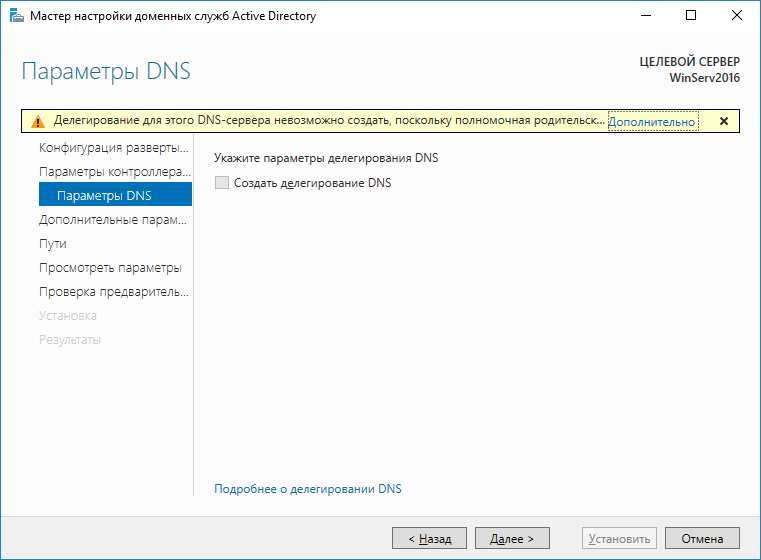 Мастер настройки доменных служб Active Directory
Параметры DNS
ЦЕЛЕВОЙ СЕРВЕР
WinServ2016
Делегирование для этого DNS-сервера невозможно создать, поскольку полномочная родительск... Дополнительно
Конфигурация разверты...
Параметры контроллера...
Параметры DNS
Дополнительные парам...
Пути
Просмотреть параметры
Проверка предваритель...
Установка
Результаты
Укажите параметры делегирования DNS
Создать делегирование DNS
Подробнее о делегировании DNS
< Назад Далее > Установить Отмена